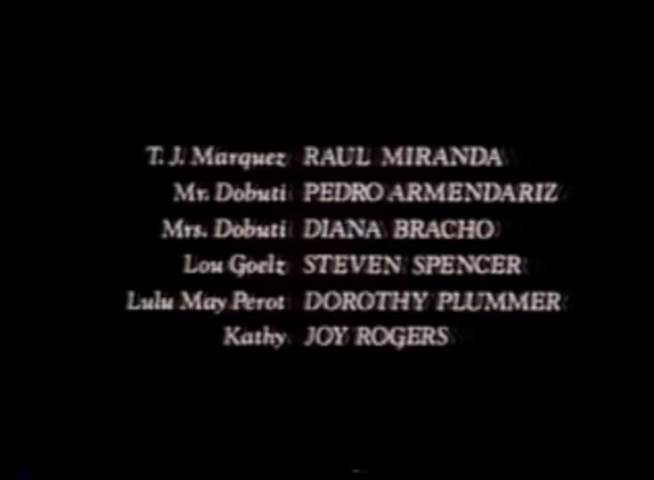 T. J. Marquez RAUL MIRANDA
Mr. Dobuti PEDRO ARMENDARIZ
Mrs. Dobuti DIANA BRACHO
Lou Goelz STEVEN SPENCER
Lulu May Perot DOROTHY PLUMMER
Kathy JOY ROGERS